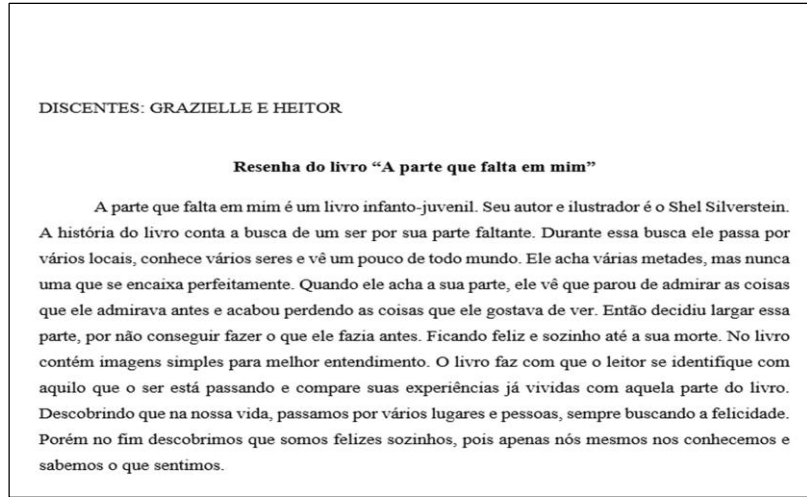 DISCENTES: GRAZIELLE E HEITOR
Resenha do livro “A parte que falta em mim”
A parte que falta em mim é um livro infanto-juvenil. Seu autor e ilustrador é o Shel Silverstein.
A história do livro conta a busca de um ser por sua parte faltante. Durante essa busca ele passa por
vários locais, conhece vários seres e vê um pouco de todo mundo. Ele acha várias metades, mas nunca
uma que se encaixa perfeitamente. Quando ele acha a sua parte, ele vê que parou de admirar as coisas
que ele admirava antes e acabou perdendo as coisas que ele gostava de ver. Então decidiu largar essa
parte, por não conseguir fazer o que ele fazia antes. Ficando feliz e sozinho até a sua morte. No livro
contém imagens simples para melhor entendimento. O livro faz com que o leitor se identifique com
aquilo que o ser está passando e compare suas experiências já vividas com aquela parte do livro.
Descobrindo que na nossa vida, passamos por vários lugares e pessoas, sempre buscando a felicidade.
Porém no fim descobrimos que somos felizes sozinhos, pois apenas nós mesmos nos conhecemos e
sabemos o que sentimos.